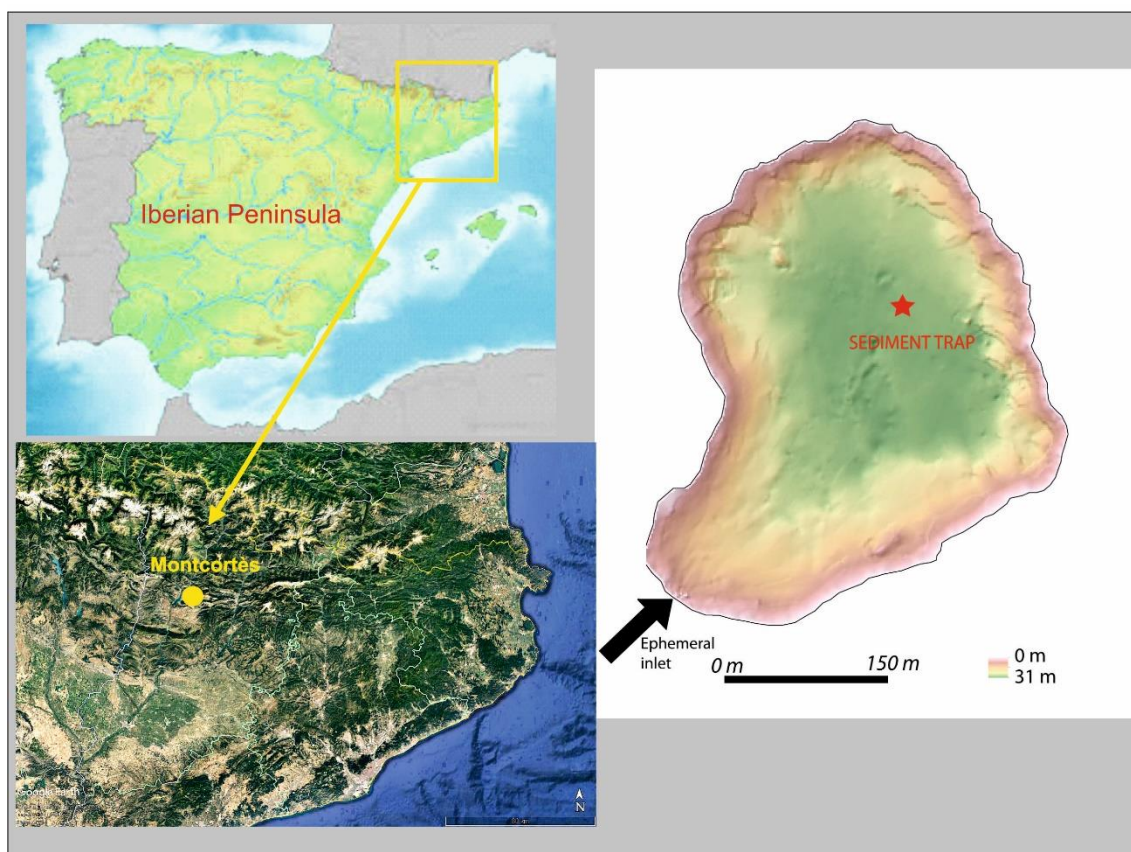 Iberian Peninsula
Montcortès
N
SEDIMENT TRAP
Ephemeral
inlet
0 m
150 m
0 m
31 m